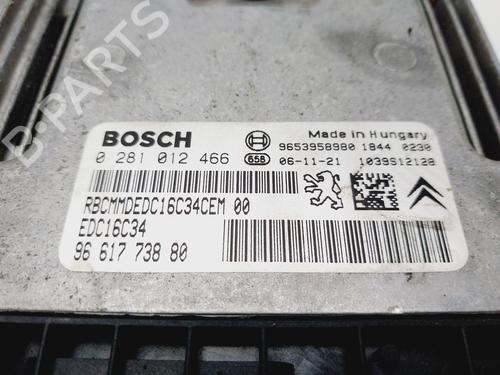 B-PARTS
BOSCH
0 281 012 466
658
Made in Hungary
9653958980 1844 0230
06-11-21 1039S12128
RBCMMDEDC16C34CEM 00
EDC16C34
96 617 738 80